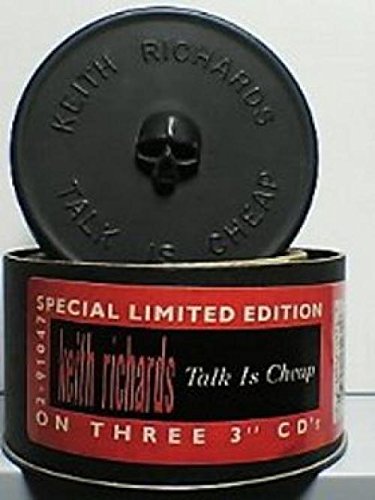 KEITH RICHARDS
TALK IS CHEAP
SPECIAL LIMITED EDITION
keith richards
Talk Is Cheap
ON THREE 3" CD's